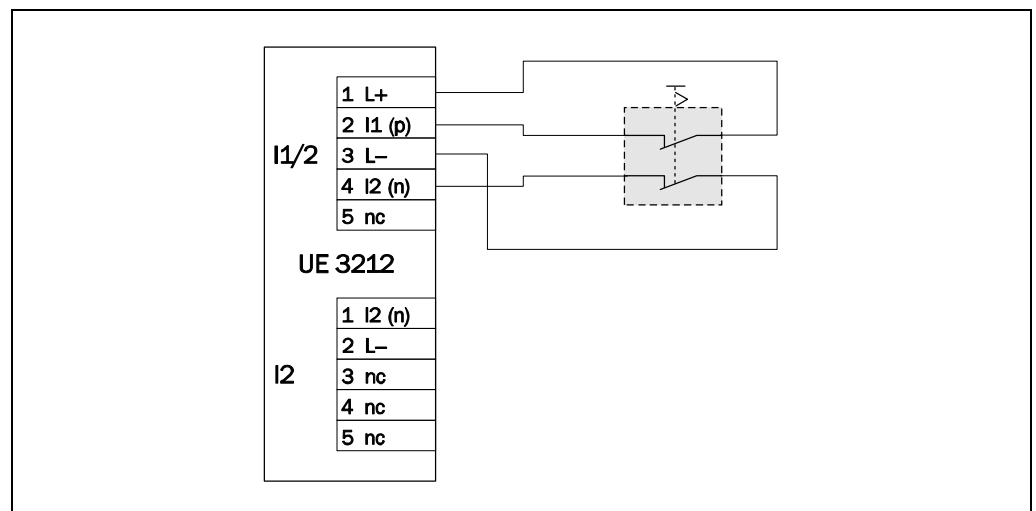 1 L+
2 I1 (p)
I1/2
3 L–
4 I2 (n)
5 nc
UE 3212
1 I2 (n)
2 L–
I2
3 nc
4 nc
5 nc